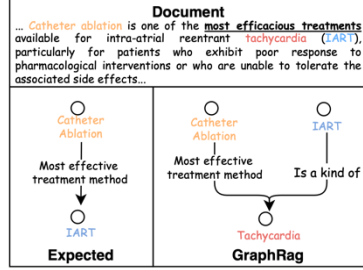 Document
... Catheter ablation is one of the most efficacious treatments
available for intra-atrial reentrant tachycardia (IART),
particularly for patients who exhibit poor response to
pharmacological interventions or who are unable to tolerate the
associated side effects...
Catheter
Ablation
Most effective
treatment method
IART
Expected
Catheter
Ablation
IART
Most effective
treatment method
Is a kind of
Tachycardia
GraphRag